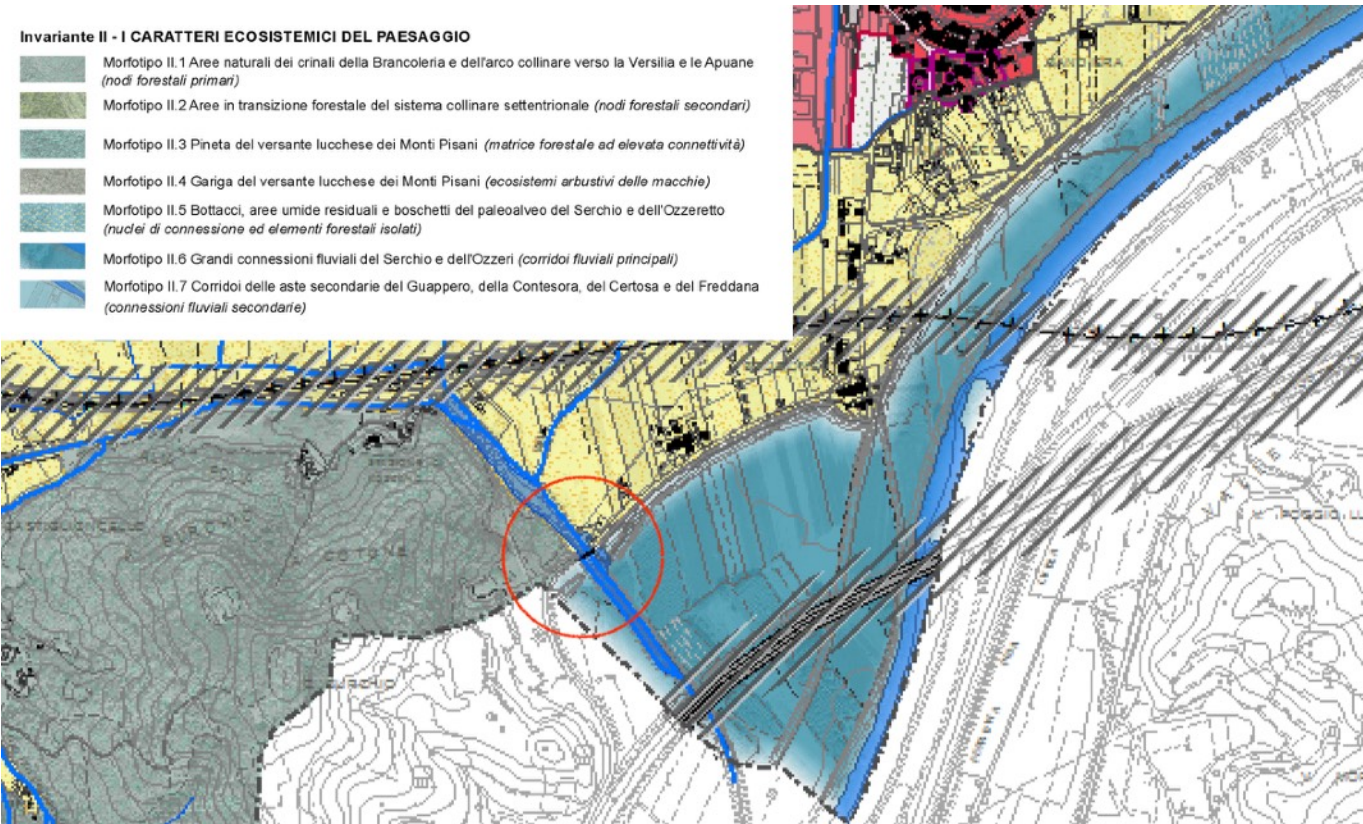 Invariante II - I CARATTERI ECOSISTEMICI DEL PAESAGGIO
Morfotipo II.1 Aree naturali dei crinali della Brancoleria e dell'arco collinare verso la Versilia e le Apuane
(nodi forestali primari)
Morfotipo II.2 Aree in transizione forestale del sistema collinare settentrionale (nodi forestali secondari)
Morfotipo II.3 Pineta del versante lucchese dei Monti Pisani (matrice forestale ad elevata connettività)
Morfotipo II.4 Gariga del versante lucchese dei Monti Pisani (ecosistemi arbustivi delle macchie)
Morfotipo II.5 Bottacci, aree umide residuali e boschetti del paleoalveo del Serchio e dell'Ozzeretto
(nuclei di connessione ed elementi forestali isolati)
Morfotipo II.6 Grandi connessioni fluviali del Serchio e dell'Ozzeri (corridoi fluviali principali)
Morfotipo II.7 Corridoi delle aste secondarie del Guappero, della Contesora, del Certosa e del Freddana
(connessioni fluviali secondarie)